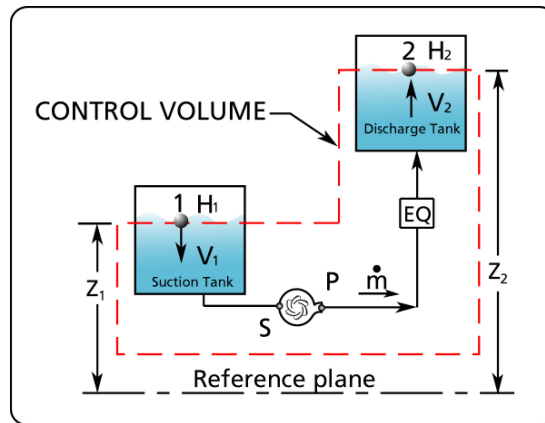 2 H₂
CONTROL VOLUME
V₂
Discharge Tank
1 H₁
EQ
V₁
Suction Tank
Z₁
Z₂
P
ṁ
S
Reference plane